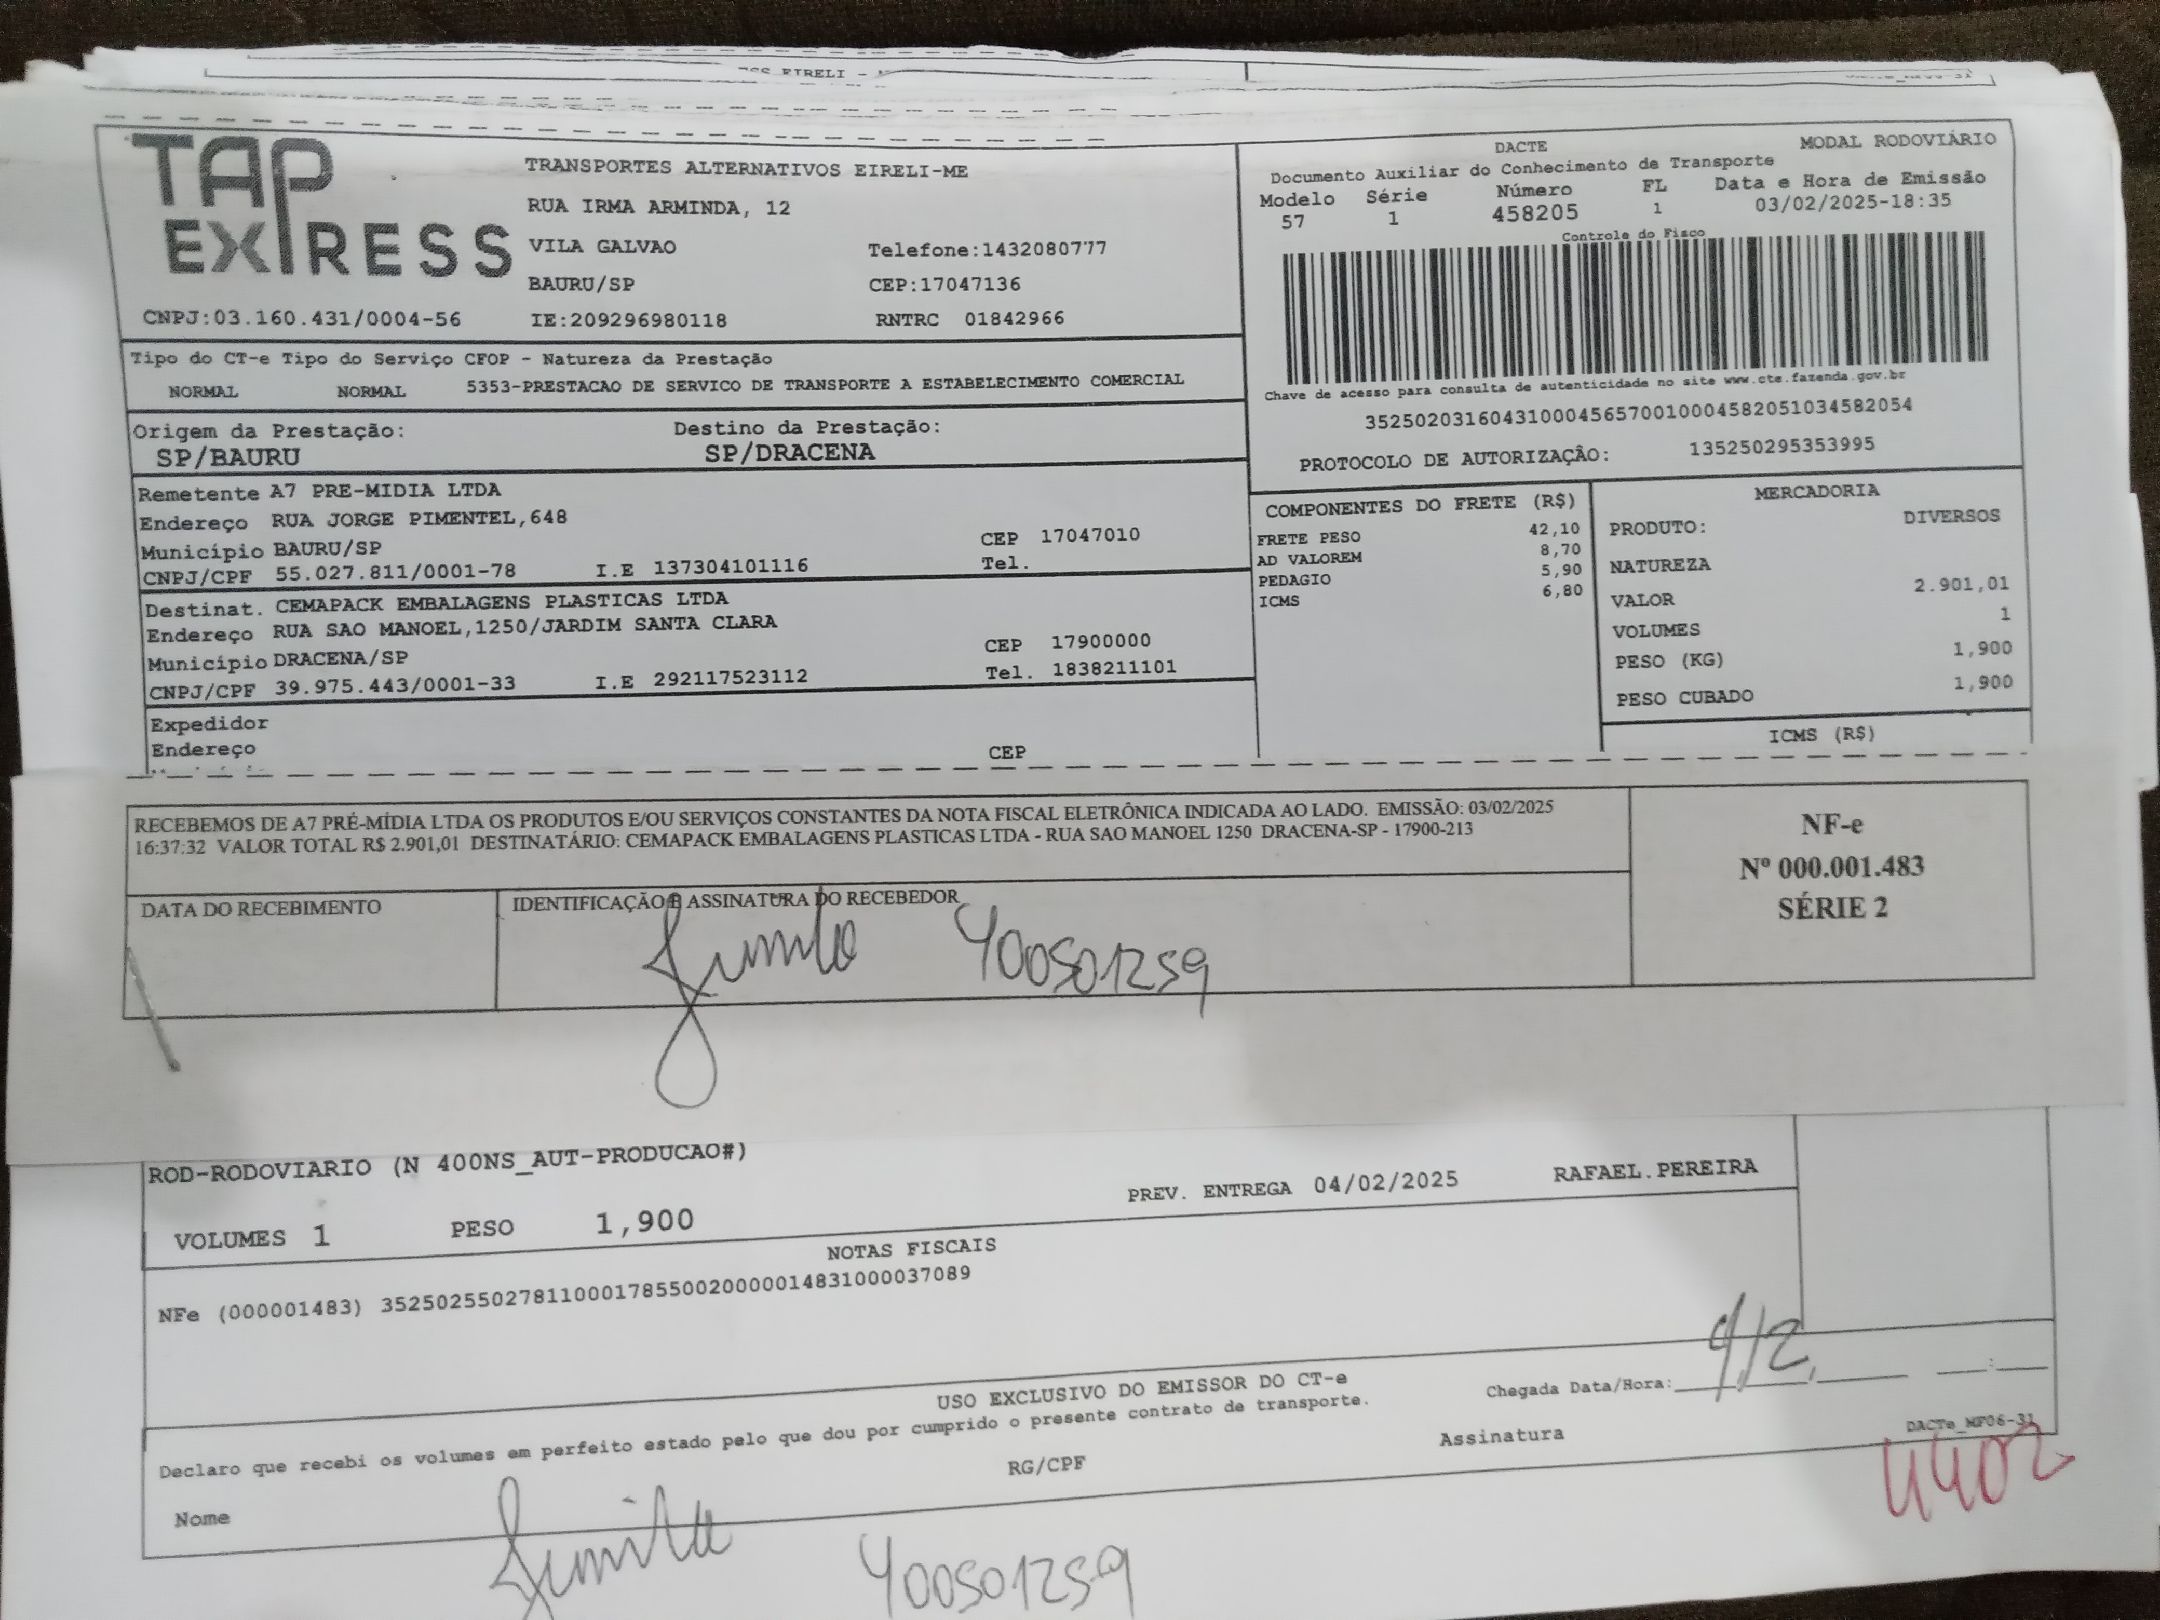 TAP
EXPRESS
TRANSPORTES ALTERNATIVOS EIRELI-ME
RUA IRMA ARMINDA, 12
VILA GALVAO Telefone:1432080777
BAURU/SP CEP:17047136
CNPJ:03.160.431/0004-56 IE:209296980118 RNTRC 01842966
DACTE MODAL RODOVIÁRIO
Documento Auxiliar do Conhecimento de Transporte
Modelo Série Número FL Data e Hora de Emissão
57 1 458205 1 03/02/2025-18:35
Controle do Fisco
Chave de acesso para consulta de autenticidade no site www.cte.fazenda.gov.br
35250203160431000456570010004582051034582054
PROTOCOLO DE AUTORIZAÇÃO: 135250295353995
Tipo do CT-e Tipo do Serviço CFOP - Natureza da Prestação
NORMAL NORMAL 5353-PRESTACAO DE SERVICO DE TRANSPORTE A ESTABELECIMENTO COMERCIAL
Origem da Prestação: Destino da Prestação:
SP/BAURU SP/DRACENA
Remetente A7 PRE-MIDIA LTDA
Endereço RUA JORGE PIMENTEL,648
Município BAURU/SP CEP 17047010
CNPJ/CPF 55.027.811/0001-78 I.E 137304101116 Tel.
Destinat. CEMAPACK EMBALAGENS PLASTICAS LTDA
Endereço RUA SAO MANOEL,1250/JARDIM SANTA CLARA
Município DRACENA/SP CEP 17900000
CNPJ/CPF 39.975.443/0001-33 I.E 292117523112 Tel. 1838211101
Expedidor
Endereço CEP
COMPONENTES DO FRETE (R$)
FRETE PESO 42,10
AD VALOREM 8,70
PEDAGIO 5,90
ICMS 6,80
MERCADORIA
PRODUTO: DIVERSOS
NATUREZA
VALOR 2.901,01
VOLUMES 1
PESO (KG) 1,900
PESO CUBADO 1,900
ICMS (R$)
RECEBEMOS DE A7 PRÉ-MÍDIA LTDA OS PRODUTOS E/OU SERVIÇOS CONSTANTES DA NOTA FISCAL ELETRÔNICA INDICADA AO LADO. EMISSÃO: 03/02/2025
16:37:32 VALOR TOTAL R$ 2.901,01 DESTINATÁRIO: CEMAPACK EMBALAGENS PLASTICAS LTDA - RUA SAO MANOEL 1250 DRACENA-SP - 17900-213
NF-e
Nº 000.001.483
SÉRIE 2
DATA DO RECEBIMENTO IDENTIFICAÇÃO E ASSINATURA DO RECEBEDOR
400501259
ROD-RODOVIARIO (N 400NS_AUT-PRODUCAO#)
PREV. ENTREGA 04/02/2025 RAFAEL.PEREIRA
VOLUMES 1 PESO 1,900
NOTAS FISCAIS
NFe (000001483) 35250255027811000178550020000014831000037089
USO EXCLUSIVO DO EMISSOR DO CT-e
Chegada Data/Hora: 4/2
Declaro que recebi os volumes em perfeito estado pelo que dou por cumprido o presente contrato de transporte.
DACTe_MF06-31
Nome RG/CPF Assinatura
4402
400501259